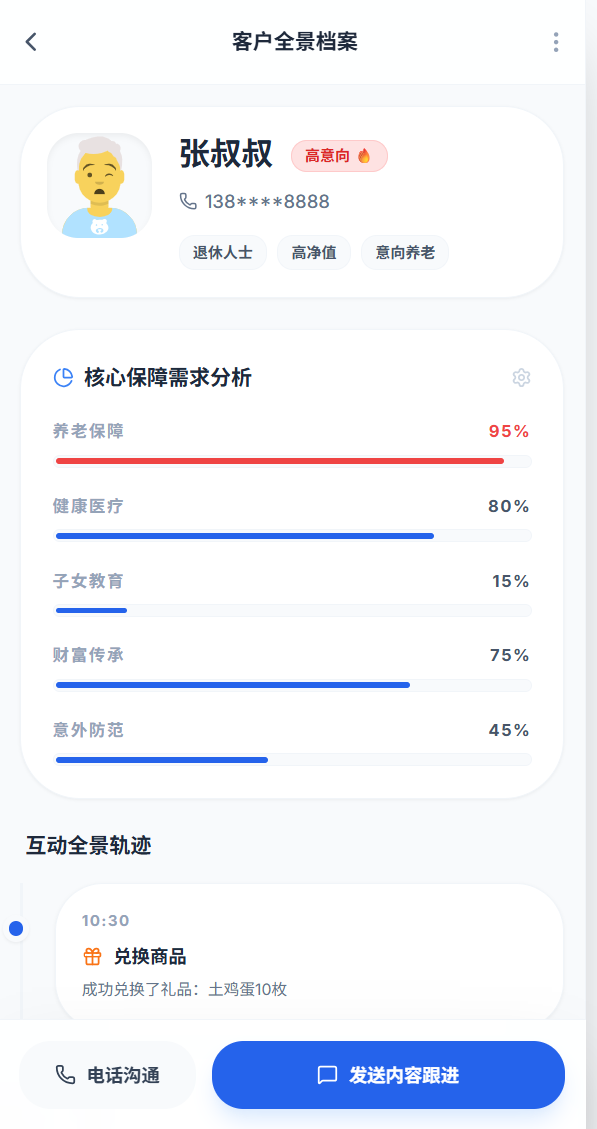 客户全景档案
张叔叔 高意向
138****8888
退休人士 高净值 意向养老
核心保障需求分析
养老保障 95%
健康医疗 80%
子女教育 15%
财富传承 75%
意外防范 45%
互动全景轨迹
10:30
兑换商品
成功兑换了礼品：土鸡蛋10枚
电话沟通 发送内容跟进